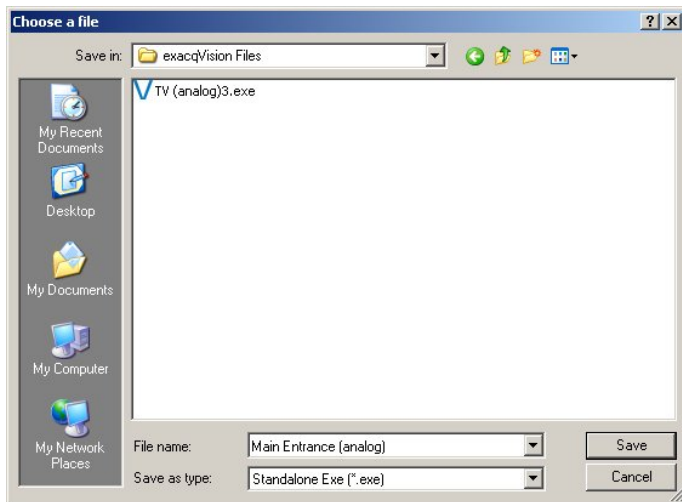 Choose a file
Save in: exacqVision Files
TV (analog)3.exe
My Recent
Documents
Desktop
My Documents
My Computer
My Network
Places
File name: Main Entrance (analog) Save
Save as type: Standalone Exe (*.exe) Cancel